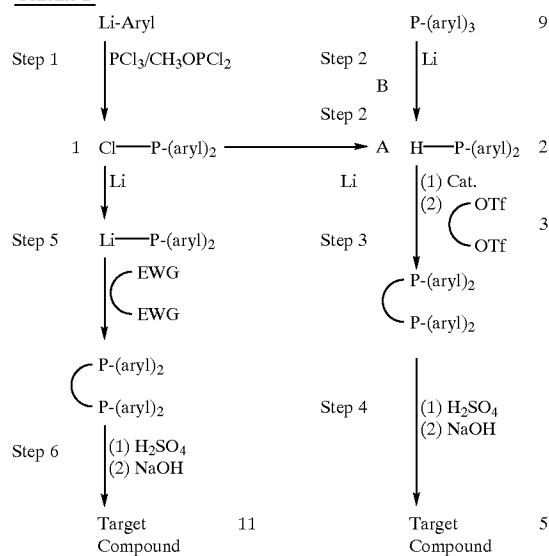 Li-Aryl P-(aryl)3 9
Step 1 PCl3/CH3OPCl2 Step 2 Li
B
Step 2
1 Cl—P-(aryl)2 A H—P-(aryl)2 2
Li Li (1) Cat.
(2) OTf
3
Step 5 Li—P-(aryl)2 Step 3 OTf
EWG P-(aryl)2
EWG P-(aryl)2
P-(aryl)2
P-(aryl)2 Step 4 (1) H2SO4
(2) NaOH
Step 6 (1) H2SO4
(2) NaOH
Target 11 Target 5
Compound Compound